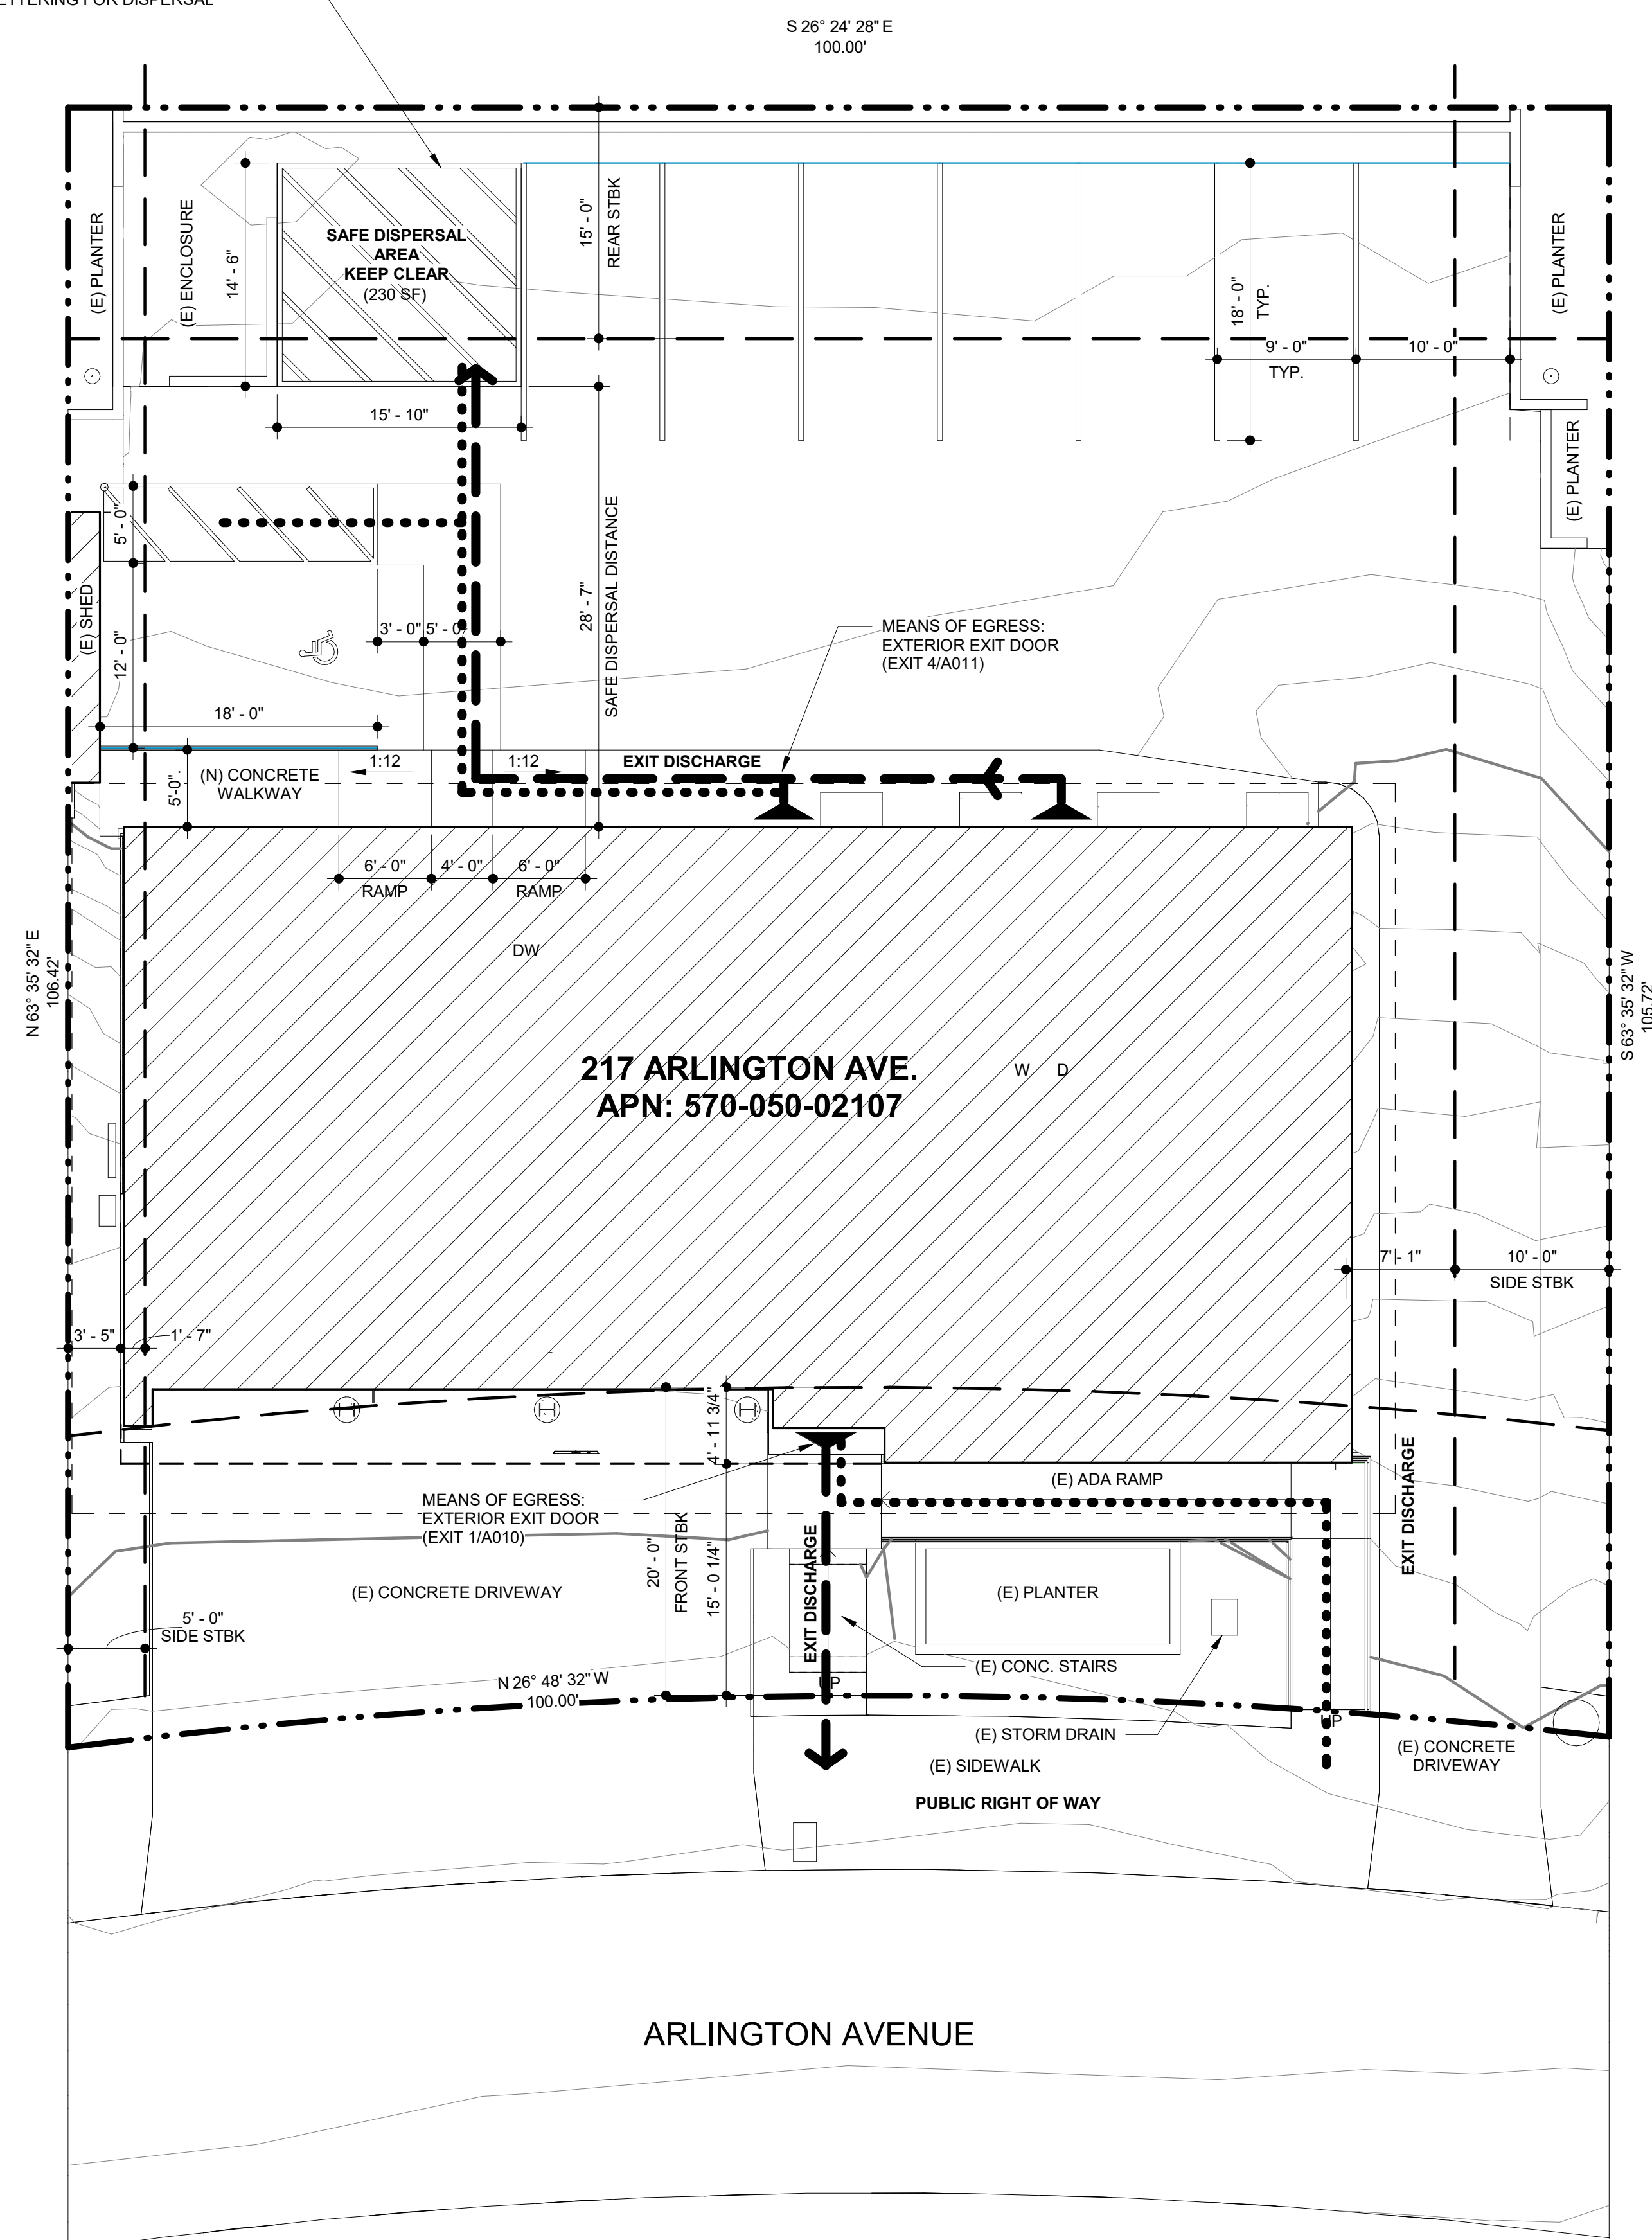 LETTERING FOR DISPERSAL
S 26° 24' 28" E
100.00'
(E) PLANTER
(E) ENCLOSURE
14' - 6"
SAFE DISPERSAL
AREA
KEEP CLEAR
(230 SF)
15' - 0"
REAR STBK
18' - 0"
TYP.
(E) PLANTER
9' - 0"
TYP.
10' - 0"
15' - 10"
(E) PLANTER
5' - 0"
(E) SHED
12' - 0"
3' - 0"
5' - 0"
28' - 7"
SAFE DISPERSAL DISTANCE
MEANS OF EGRESS:
EXTERIOR EXIT DOOR
(EXIT 4/A011)
18' - 0"
5'-0".
(N) CONCRETE
WALKWAY
1:12
1:12
EXIT DISCHARGE
6' - 0"
RAMP
4' - 0"
6' - 0"
RAMP
DW
N 63° 35' 32" E
106.42'
S 63° 35' 32" W
105.72'
217 ARLINGTON AVE.
APN: 570-050-02107
W D
7' - 1"
10' - 0"
SIDE STBK
3' - 5"
1' - 7"
4' - 11 3/4"
MEANS OF EGRESS:
EXTERIOR EXIT DOOR
(EXIT 1/A010)
(E) ADA RAMP
EXIT DISCHARGE
20' - 0"
FRONT STBK
15' - 0 1/4"
EXIT DISCHARGE
(E) CONCRETE DRIVEWAY
(E) PLANTER
5' - 0"
SIDE STBK
(E) CONC. STAIRS
N 26° 48' 32" W
100.00'
UP
UP
(E) STORM DRAIN
(E) CONCRETE
DRIVEWAY
(E) SIDEWALK
PUBLIC RIGHT OF WAY
ARLINGTON AVENUE